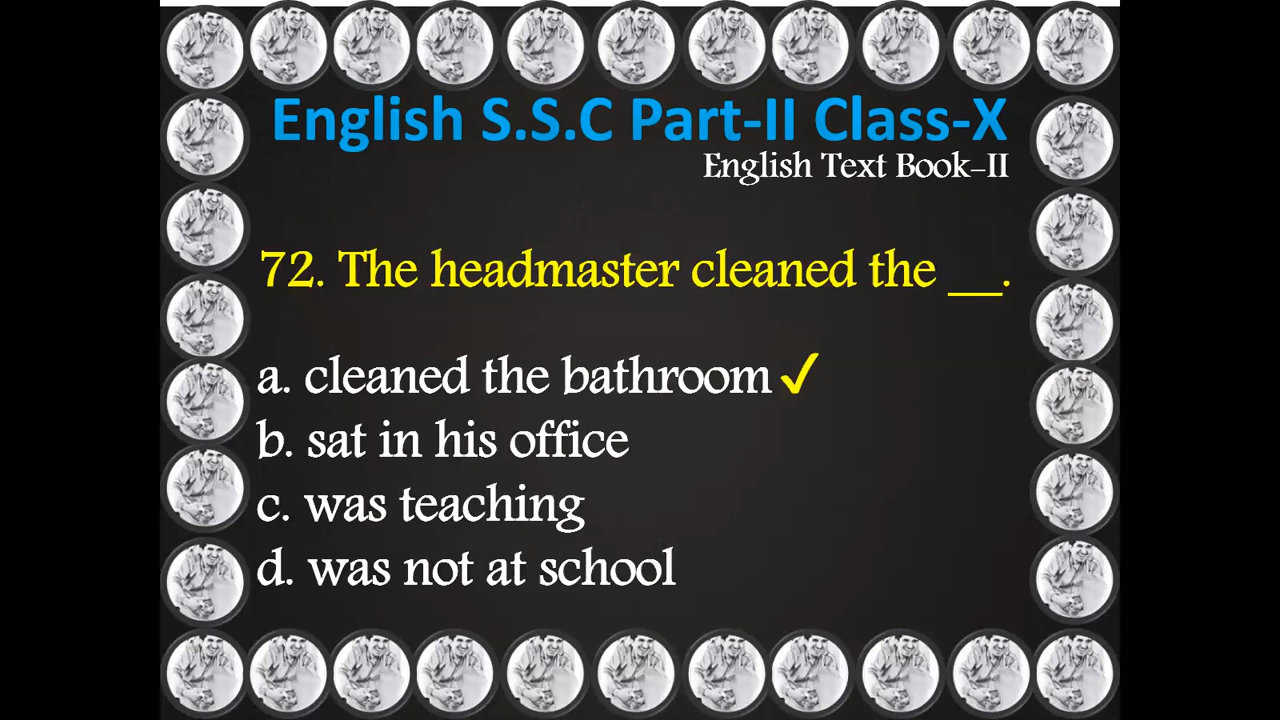 English S.S.C Part-II Class-X
English Text Book-II
72. The headmaster cleaned the __.
a. cleaned the bathroom ✓
b. sat in his office
c. was teaching
d. was not at school